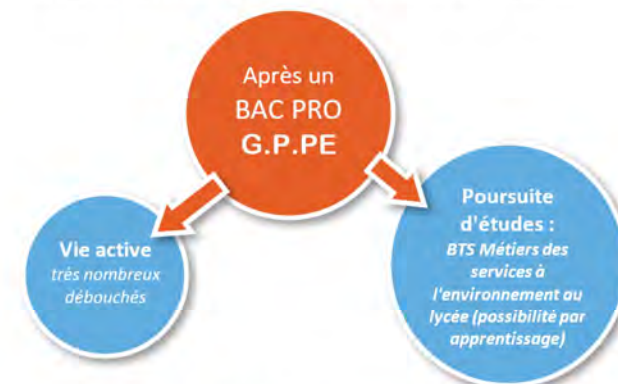 Après un
BAC PRO
G.P.PE
Vie active
très nombreux
débouchés
Poursuite
d'études :
BTS Métiers des
services à
l'environnement au
lycée (possibilité par
apprentissage)